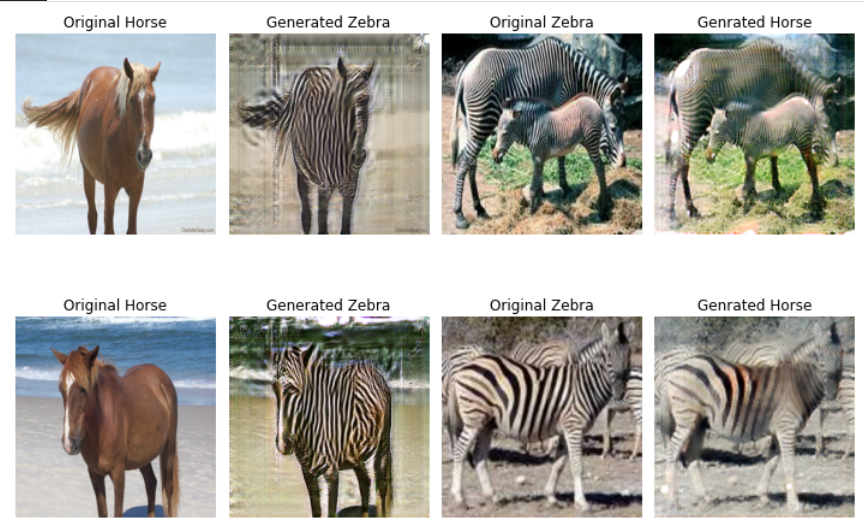 Original Horse
Generated Zebra
Original Zebra
Genrated Horse
Original Horse
Generated Zebra
Original Zebra
Genrated Horse